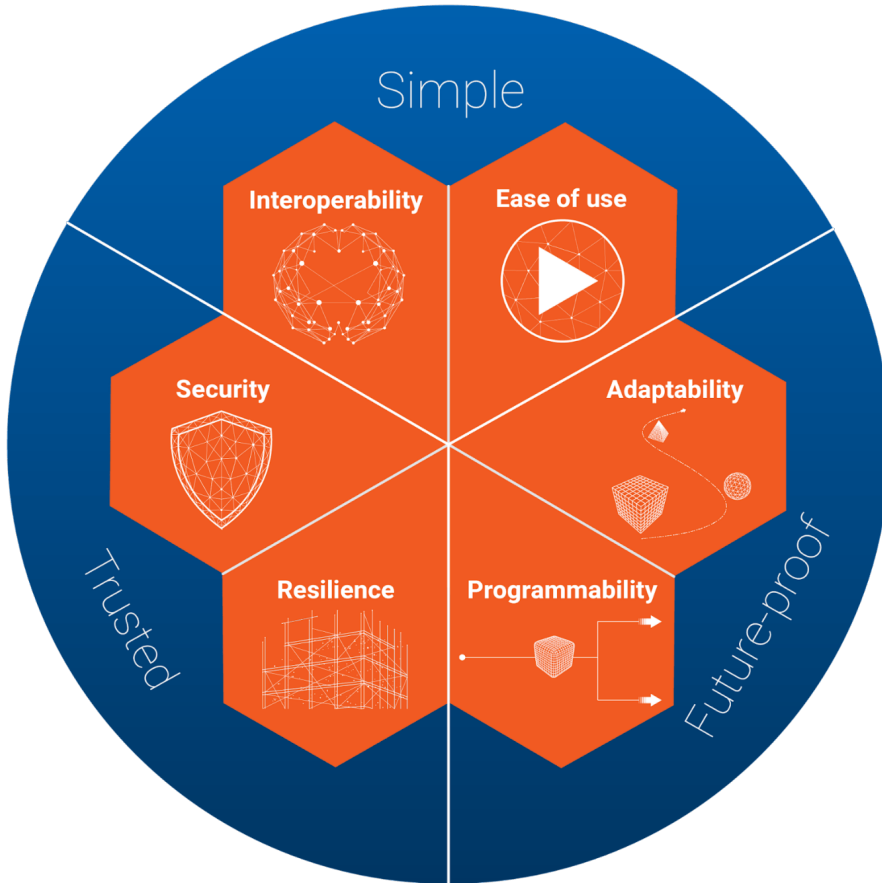 Simple
Interoperability
Ease of use
Security
Adaptability
Trusted
Resilience
Programmability
Future-proof